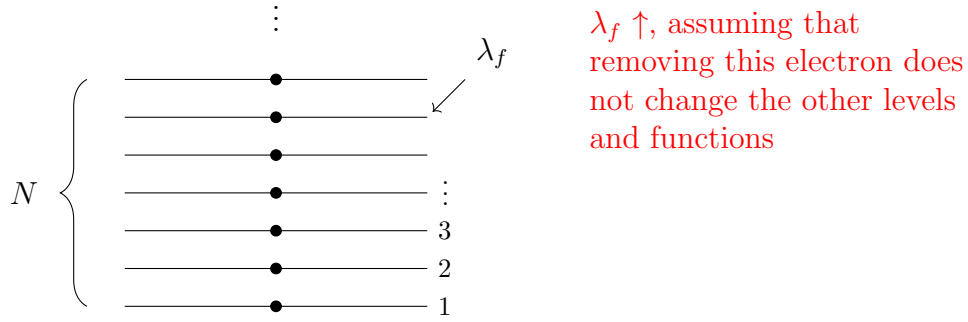 ⋮
λ_f
λ_f ↑, assuming that
removing this electron does
not change the other levels
and functions
N
⋮
3
2
1